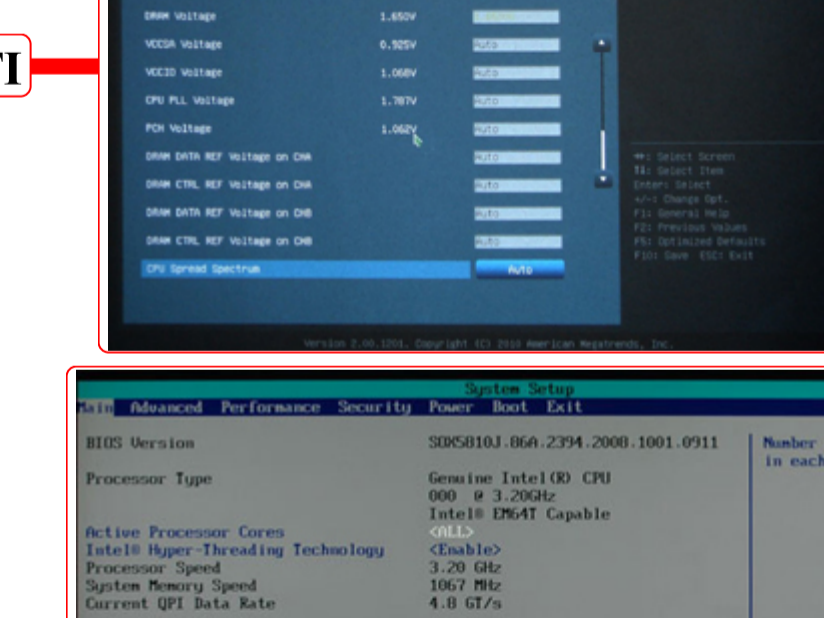 TI
DRAM Voltage 1.650V
VCCSA Voltage 0.925V Auto
VCCIO Voltage 1.068V Auto
CPU PLL Voltage 1.787V Auto
PCH Voltage 1.062V Auto
DRAM DATA REF Voltage on CHA Auto
DRAM CTRL REF Voltage on CHA Auto
DRAM DATA REF Voltage on CHB Auto
DRAM CTRL REF Voltage on CHB Auto
CPU Spread Spectrum Auto
: Select Screen
: Select Item
Enter: Select
+/-: Change Opt.
F1: General Help
F2: Previous Values
F5: Optimized Defaults
F10: Save ESC: Exit
Version 2.00.1201. Copyright (C) 2010 American Megatrends, Inc.
System Setup
Main Advanced Performance Security Power Boot Exit
BIOS Version SOX5810J.86A.2394.2008.1001.0911
Number
in each
Processor Type Genuine Intel(R) CPU
000 @ 3.20GHz
Intel® EM64T Capable
Active Processor Cores <ALL>
Intel® Hyper-Threading Technology <Enable>
Processor Speed 3.20 GHz
System Memory Speed 1067 MHz
Current QPI Data Rate 4.8 GT/s